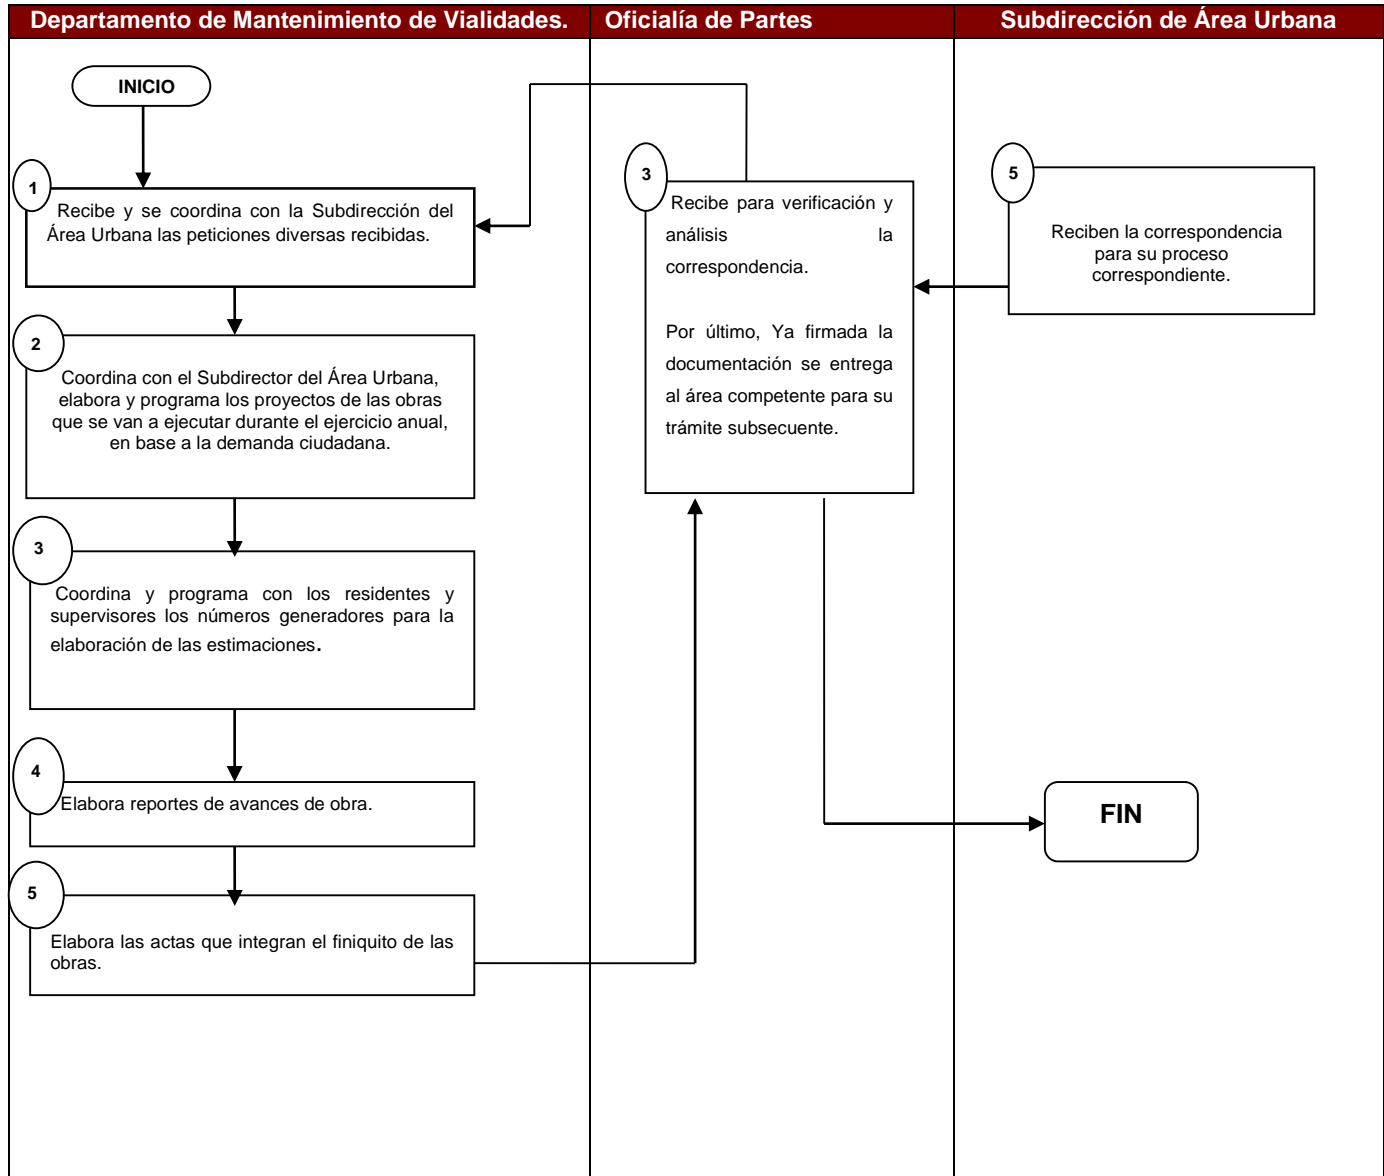 Departamento de Mantenimiento de Vialidades.
Oficialía de Partes
Subdirección de Área Urbana
INICIO
1
Recibe y se coordina con la Subdirección del
Área Urbana las peticiones diversas recibidas.
2
Coordina con el Subdirector del Área Urbana,
elabora y programa los proyectos de las obras
que se van a ejecutar durante el ejercicio anual,
en base a la demanda ciudadana.
3
Coordina y programa con los residentes y
supervisores los números generadores para la
elaboración de las estimaciones.
4
Elabora reportes de avances de obra.
5
Elabora las actas que integran el finiquito de las
obras.
3
Recibe para verificación y
análisis la
correspondencia.
Por último, Ya firmada la
documentación se entrega
al área competente para su
trámite subsecuente.
5
Reciben la correspondencia
para su proceso
correspondiente.
FIN